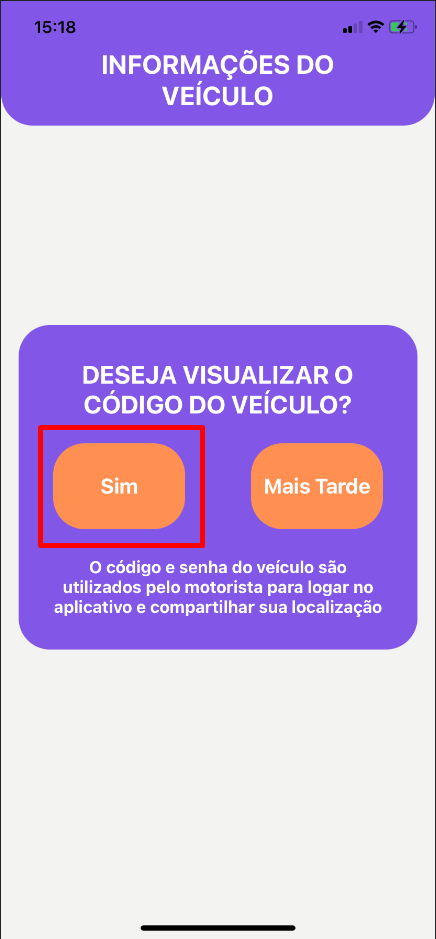 15:18
INFORMAÇÕES DO
VEÍCULO
DESEJA VISUALIZAR O
CÓDIGO DO VEÍCULO?
Sim
Mais Tarde
O código e senha do veículo são
utilizados pelo motorista para logar no
aplicativo e compartilhar sua localização